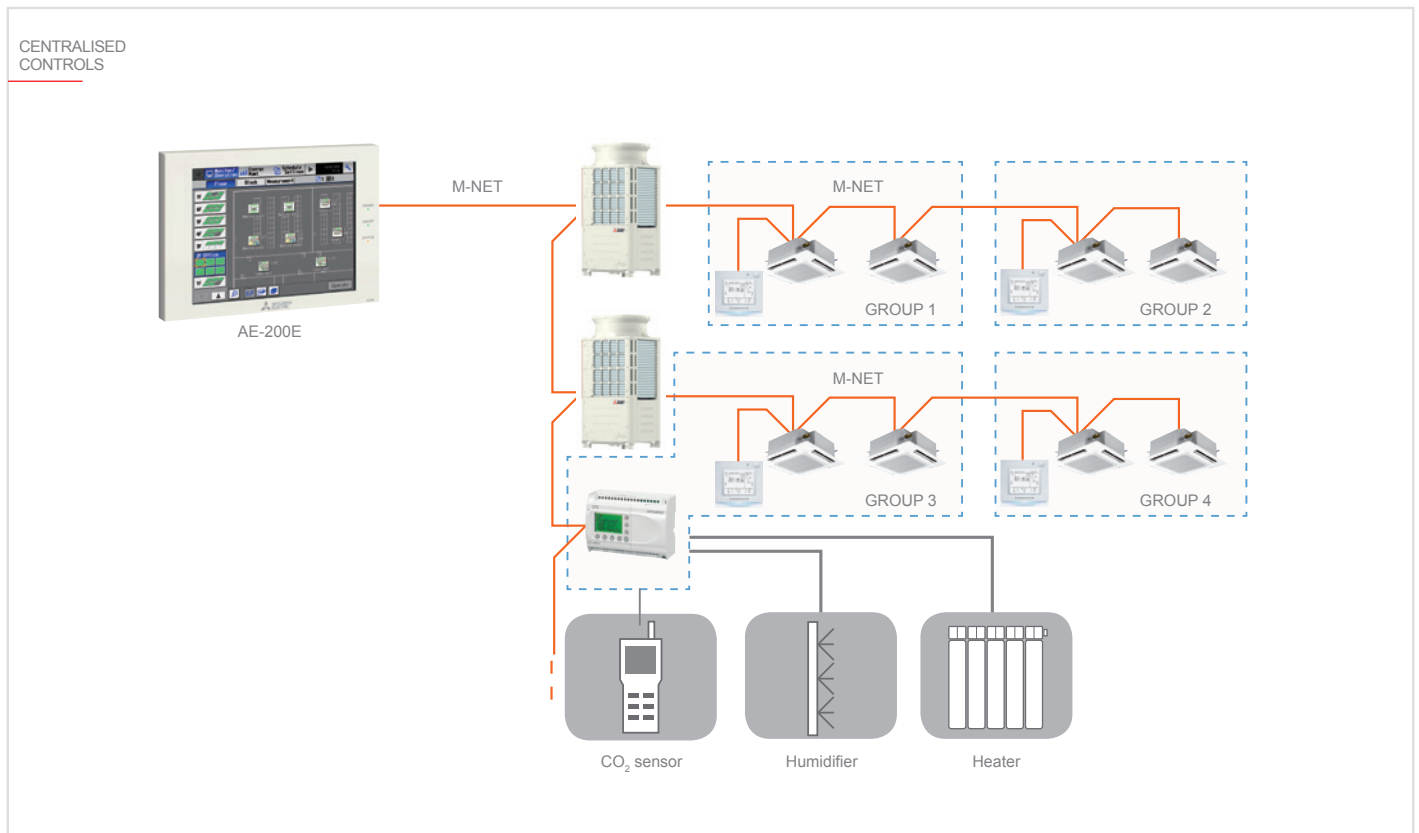 CENTRALISED
CONTROLS
M-NET
M-NET
GROUP 1
GROUP 2
AE-200E
M-NET
GROUP 3
GROUP 4
CO₂ sensor
Humidifier
Heater